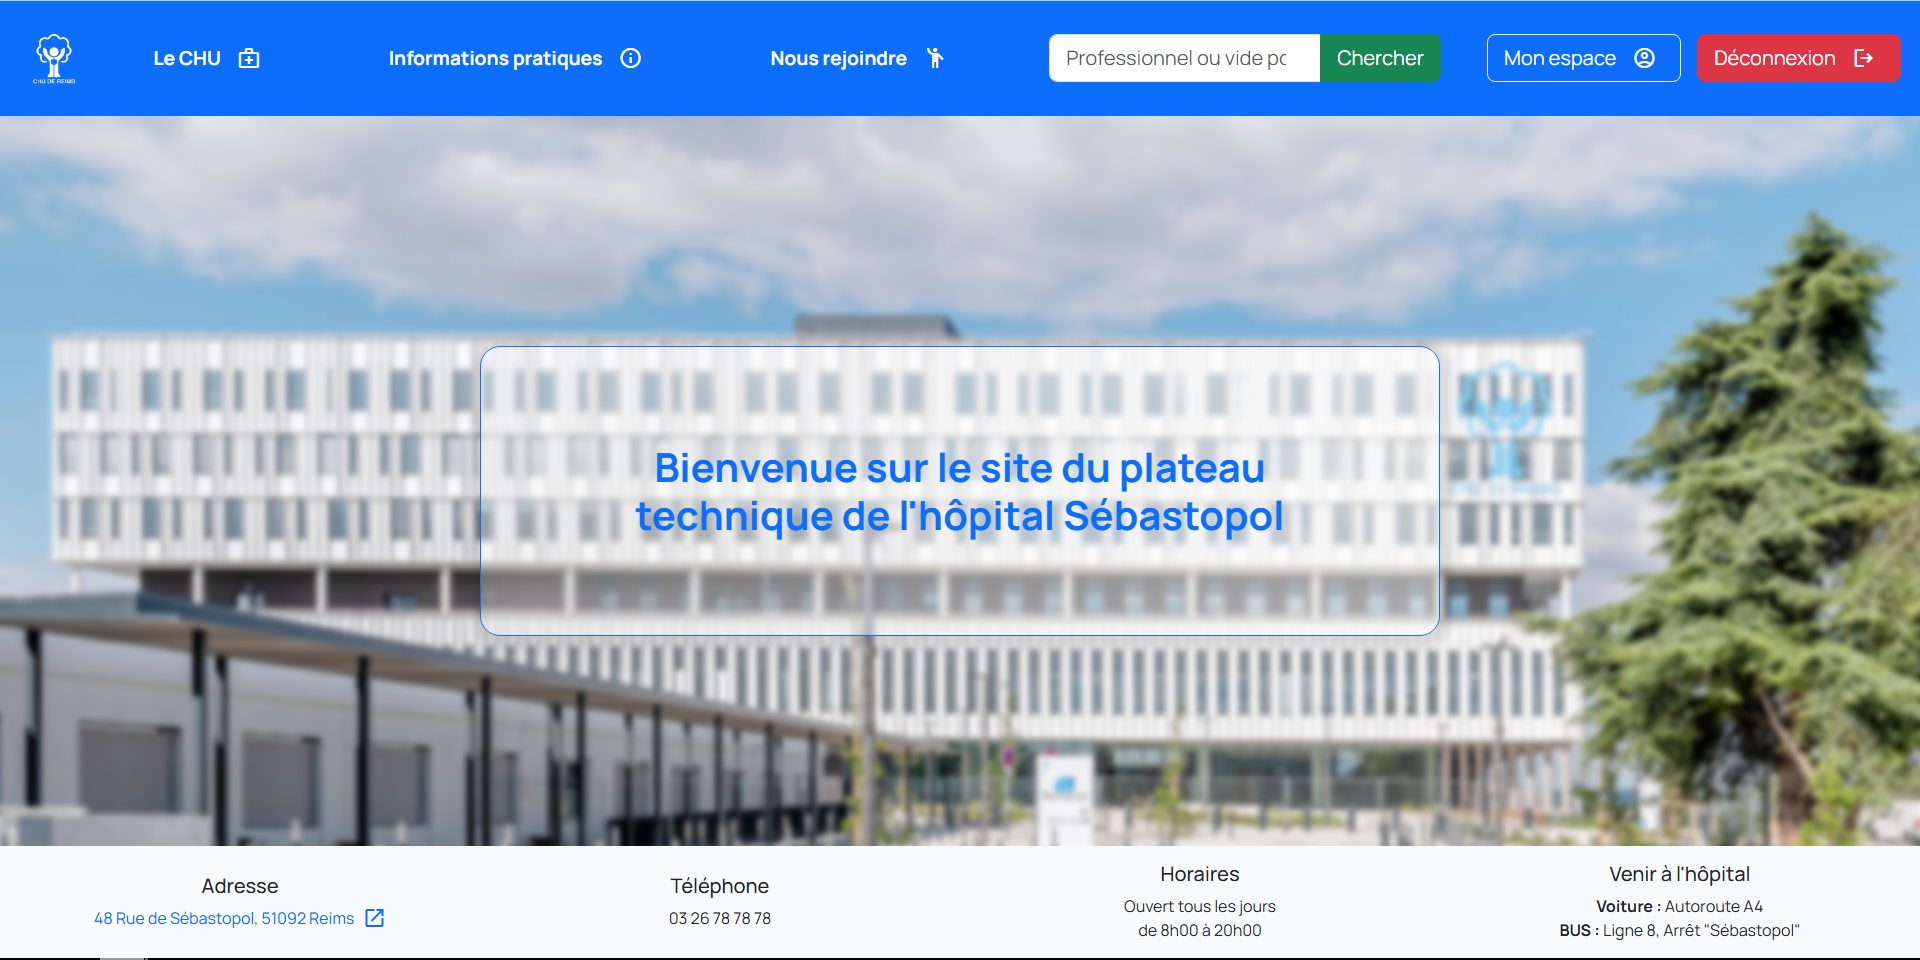 CHU DE REIMS
Le CHU
Informations pratiques
Nous rejoindre
Professionnel ou vide po
Chercher
Mon espace
Déconnexion
Bienvenue sur le site du plateau
technique de l'hôpital Sébastopol
Adresse
48 Rue de Sébastopol, 51092 Reims
Téléphone
03 26 78 78 78
Horaires
Ouvert tous les jours
de 8h00 à 20h00
Venir à l'hôpital
Voiture : Autoroute A4
BUS : Ligne 8, Arrêt "Sébastopol"